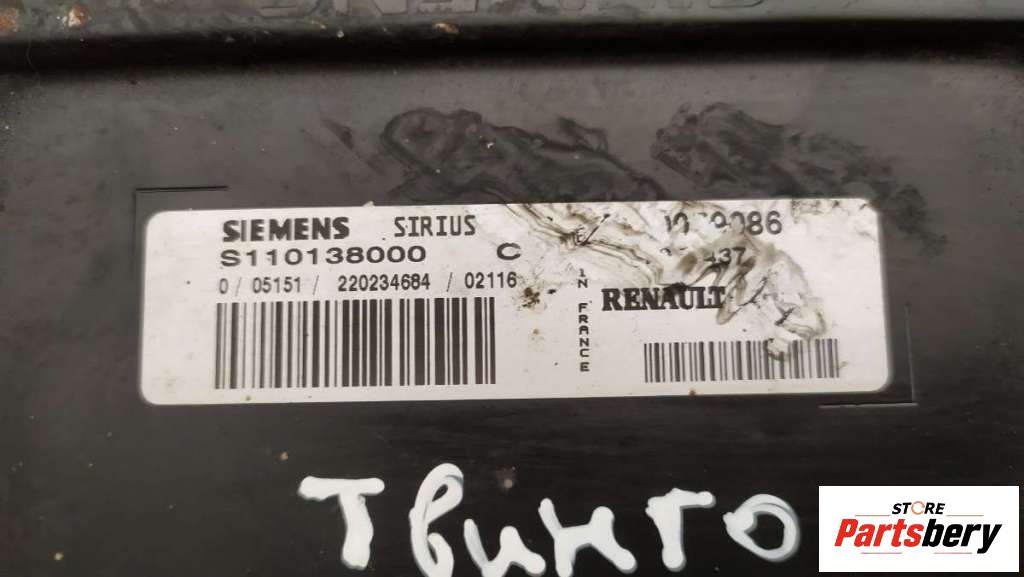 SIEMENS SIRIUS
S110138000 C
0 / 05151 / 220234684 / 02116
IN FRANCE
RENAULT
Твинго
STORE
Partsbery